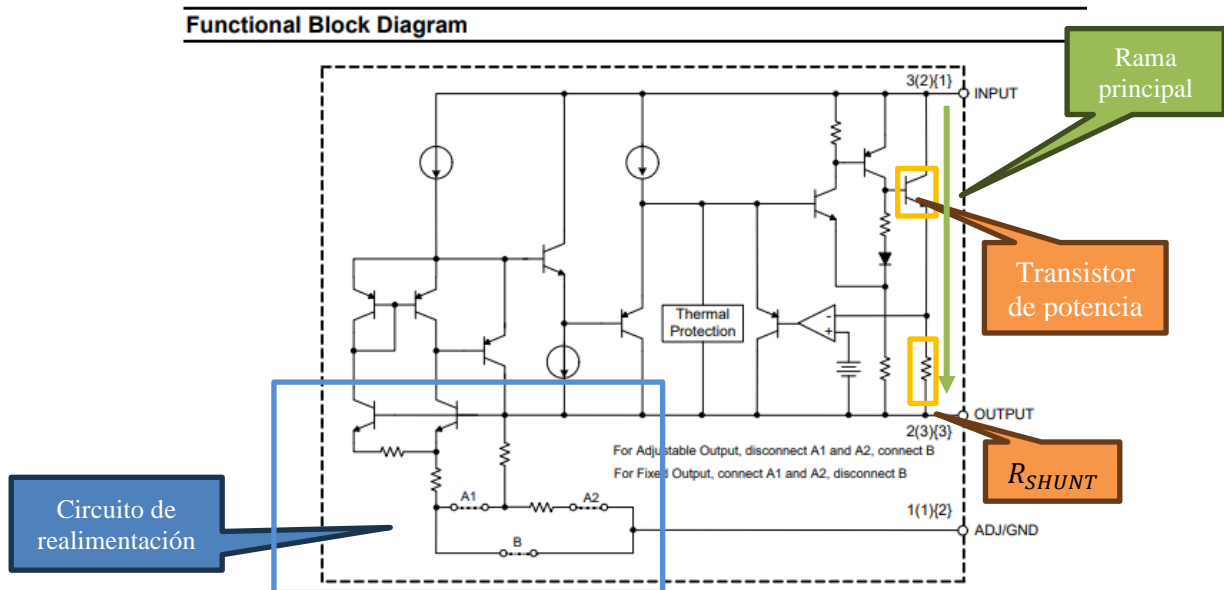 Functional Block Diagram
Rama
principal
3(2){1}
INPUT
Transistor
de potencia
Thermal
Protection
-
+
OUTPUT
2(3){3}
For Adjustable Output, disconnect A1 and A2, connect B
For Fixed Output, connect A1 and A2, disconnect B
R_SHUNT
Circuito de
realimentación
A1
A2
1(1){2}
ADJ/GND
B